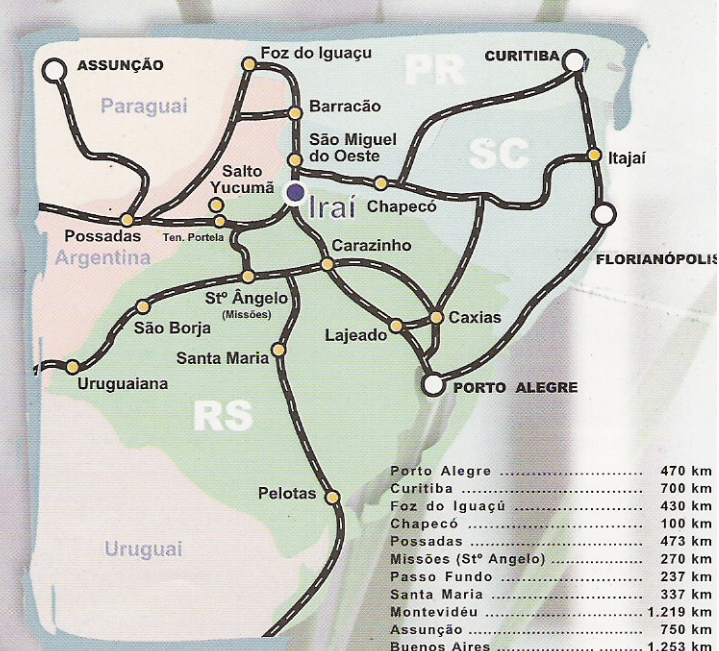 ASSUNÇÃO
Foz do Iguaçu
PR
CURITIBA
Paraguai
Barracão
São Miguel
do Oeste
SC
Itajaí
Salto
Yucumã
Iraí
Chapecó
Possadas
Ten. Portela
Carazinho
Argentina
FLORIANÓPOLIS
Stº Ângelo
(Missões)
São Borja
Lajeado
Caxias
Santa Maria
Uruguaiana
PORTO ALEGRE
RS
Pelotas
Uruguai
Porto Alegre ............................ 470 km
Curitiba ................................... 700 km
Foz do Iguaçú ......................... 430 km
Chapecó .................................. 100 km
Possadas ................................. 473 km
Missões (Stº Angelo) .................. 270 km
Passo Fundo ............................ 237 km
Santa Maria ............................. 337 km
Montevidéu ............................... 1.219 km
Assunção .................................. 750 km
Buenos Aires ................... ......... 1.253 km